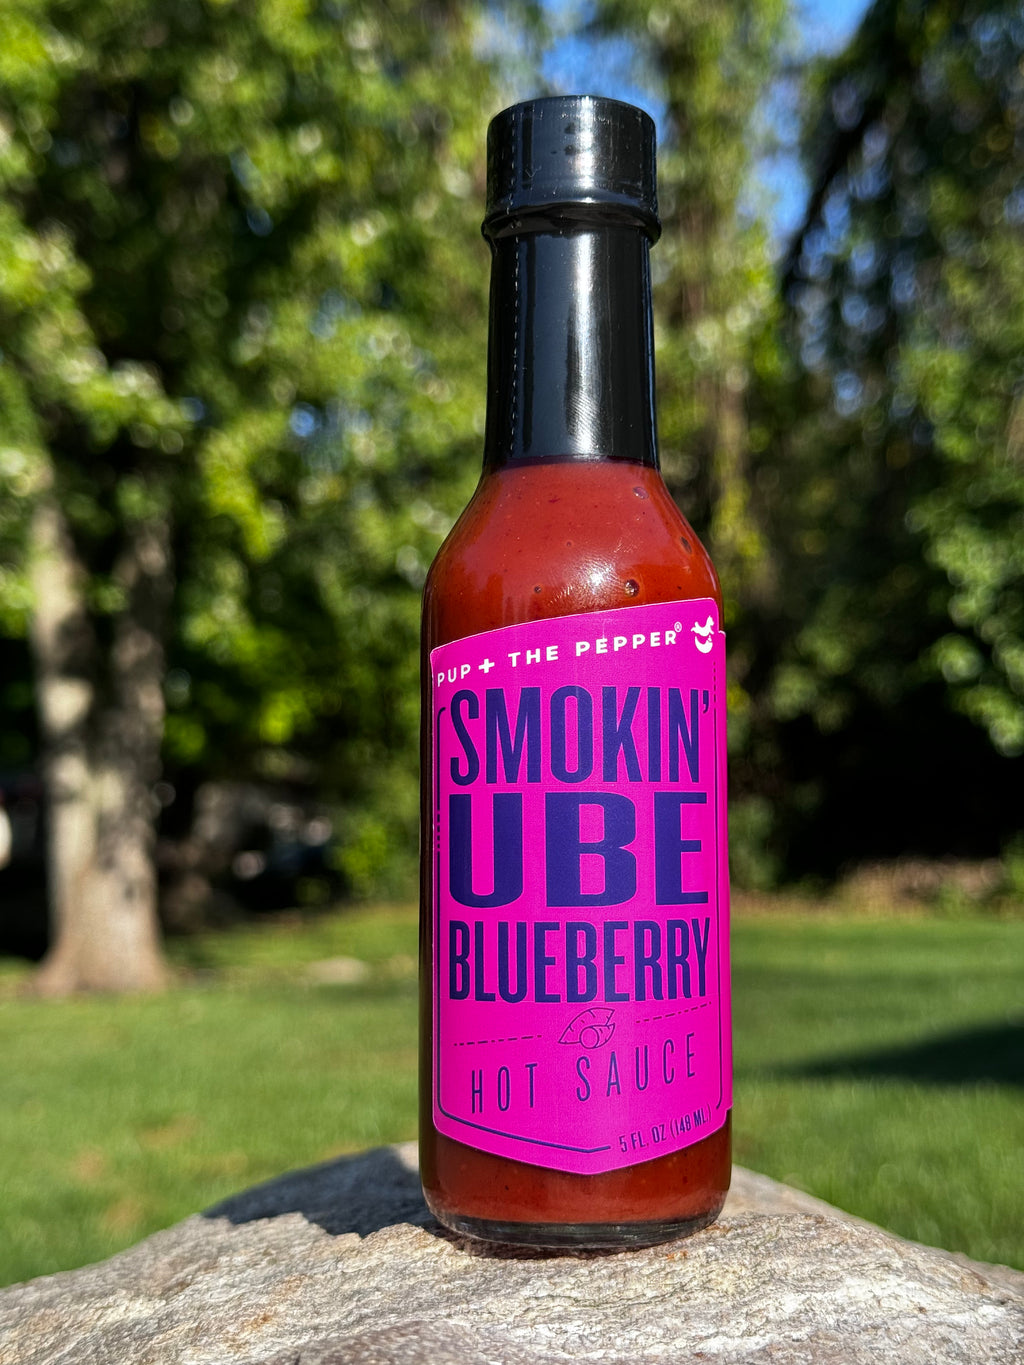 PUP + THE PEPPER®
SMOKIN'
UBE
BLUEBERRY
HOT SAUCE
5 FL. OZ (148 ML)